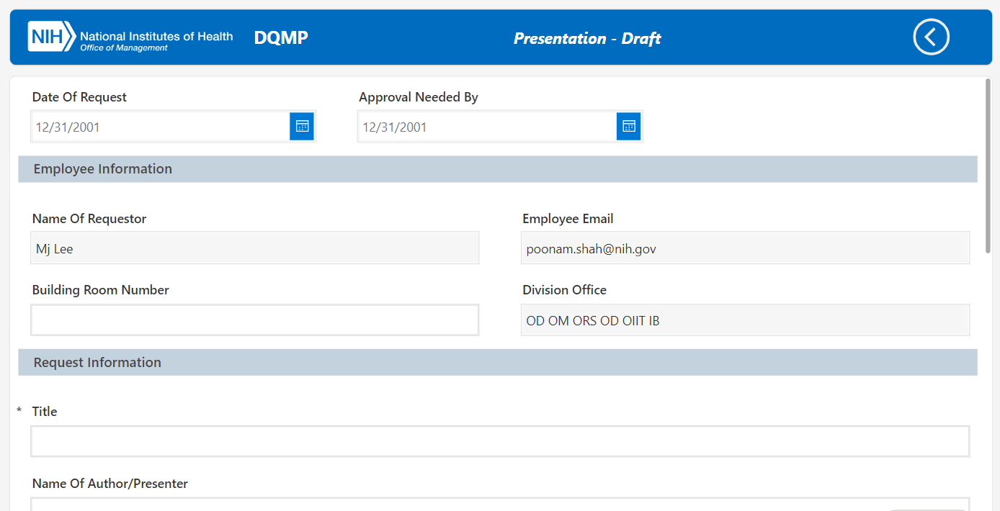 NIH National Institutes of Health DQMP Presentation - Draft
Office of Management
Date Of Request Approval Needed By
12/31/2001 12/31/2001
Employee Information
Name Of Requestor Employee Email
Mj Lee poonam.shah@nih.gov
Building Room Number Division Office
OD OM ORS OD OIIT IB
Request Information
* Title
Name Of Author/Presenter